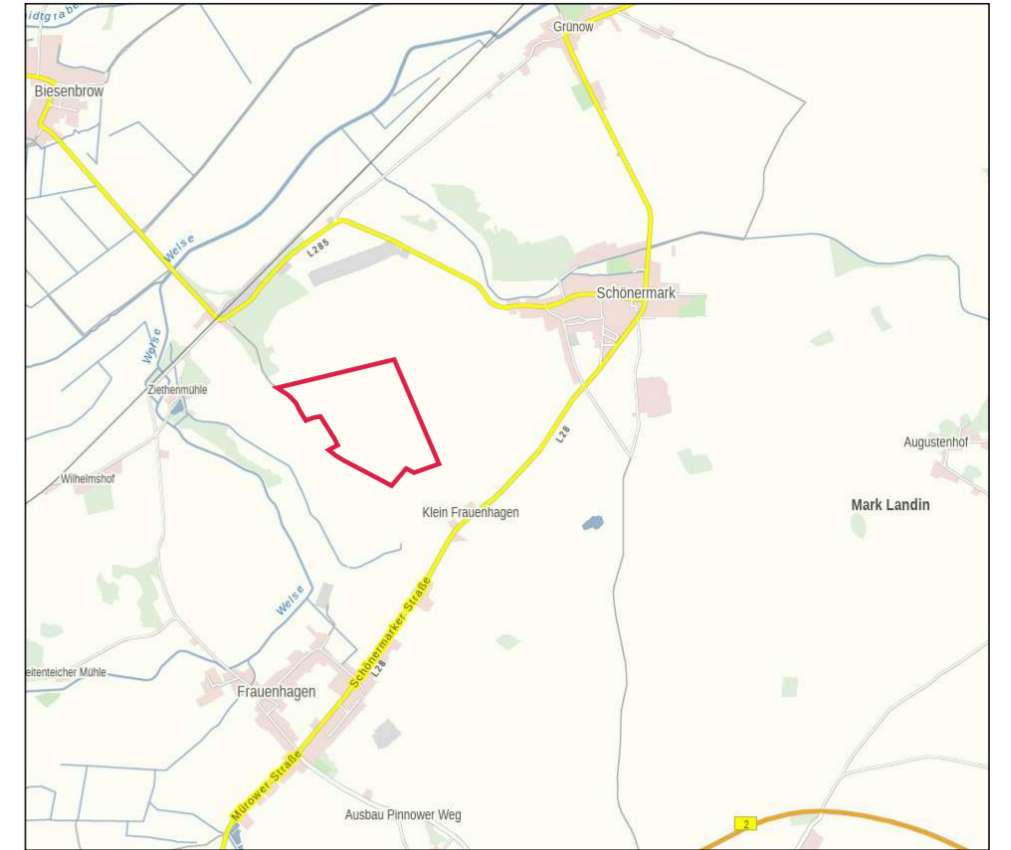 idtgrabe
Grünow
Biesenbrow
Welse
L285
Schönermark
Welse
Ziethenmühle
L28
Augustenhof
Wilhelmshof
Mark Landin
Klein Frauenhagen
Welse
Schönermarker Straße
L28
eitenteicher Mühle
Frauenhagen
Mürower Straße
Ausbau Pinnower Weg
2